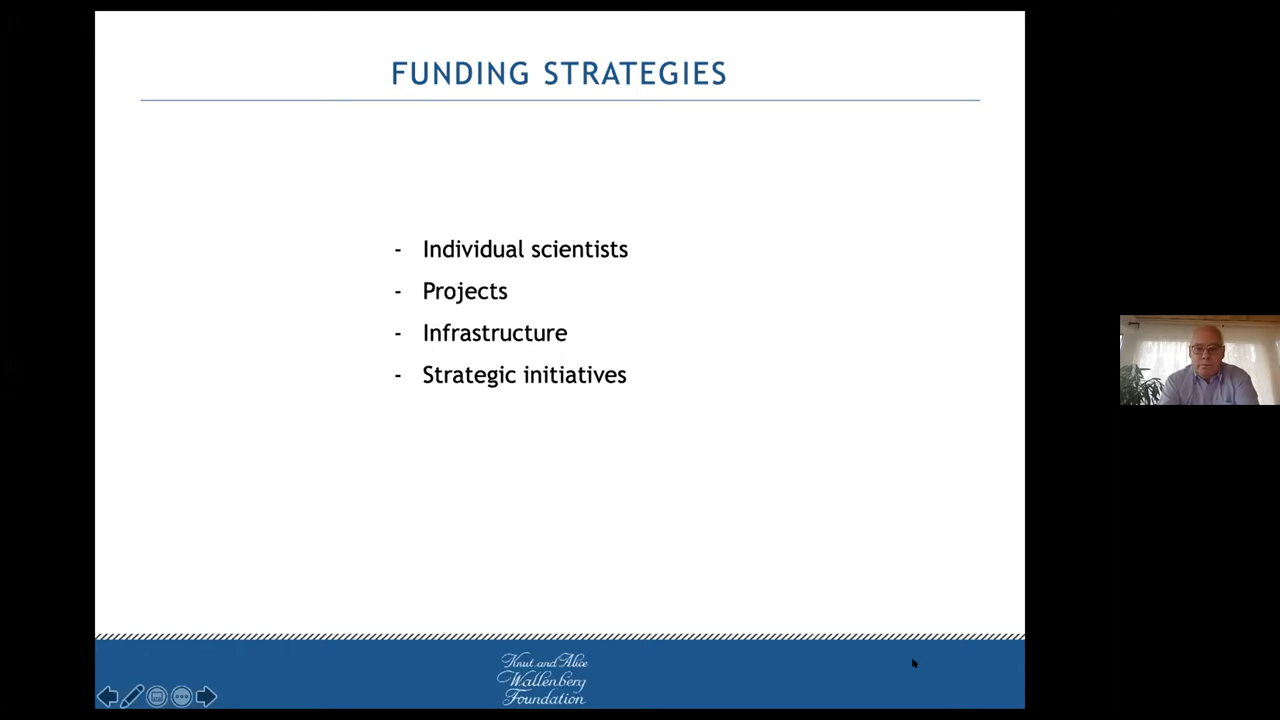 FUNDING STRATEGIES
- Individual scientists
- Projects
- Infrastructure
- Strategic initiatives
Knut and Alice
Wallenberg
Foundation